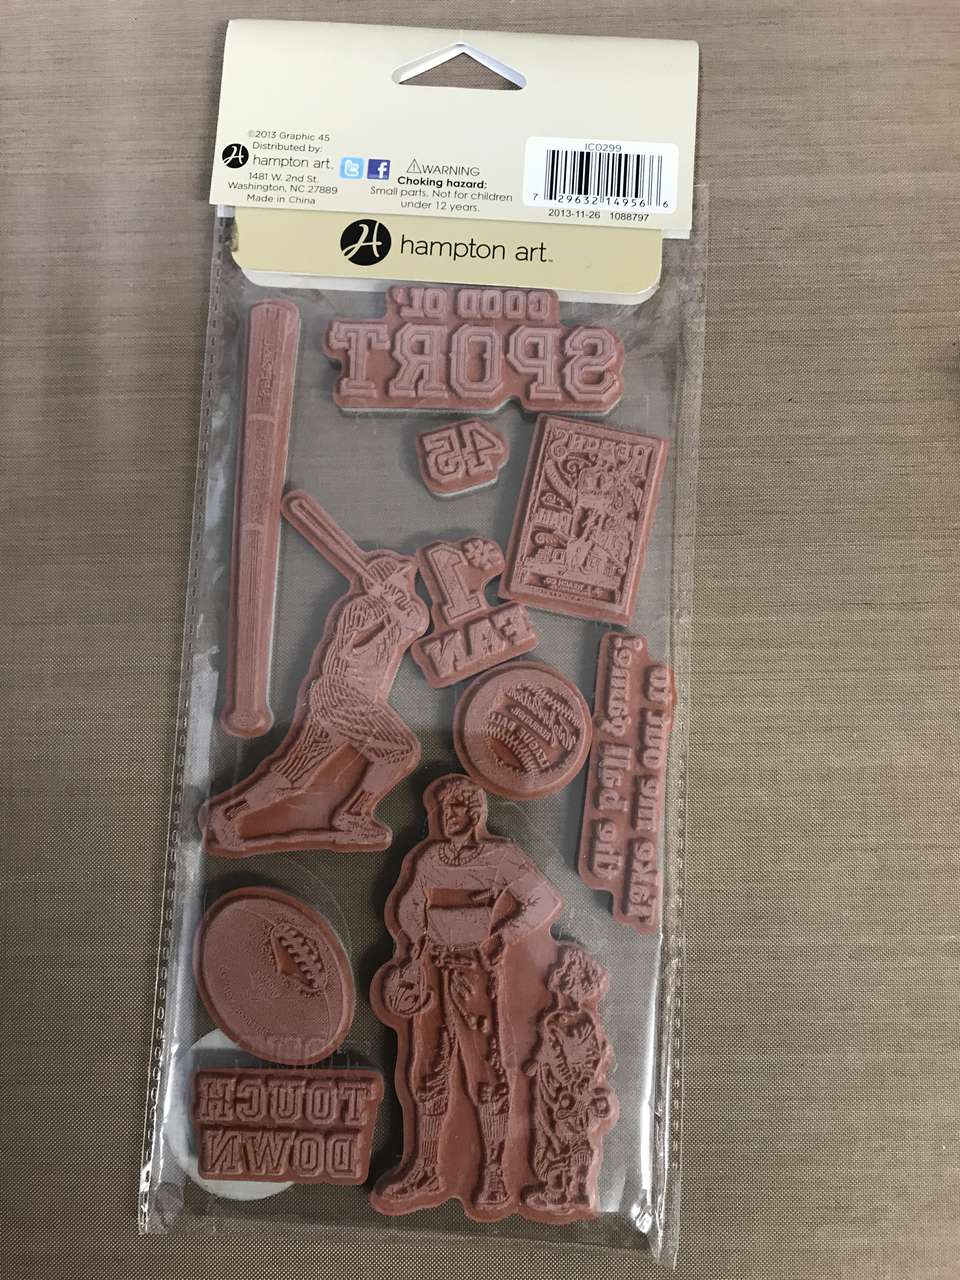 ©2013 Graphic 45
Distributed by:
hampton art™
1481 W. 2nd St.
Washington, NC 27889
Made in China
⚠WARNING
Choking hazard:
Small parts. Not for children
under 12 years.
IC0299
7 29632 14956 6
2013-11-26 1088797
hampton art™
GOOD OL'
SPORT
45
#1
FAN
LEAGUE BALL
Take me out to
the ball game!
TOUCH
DOWN